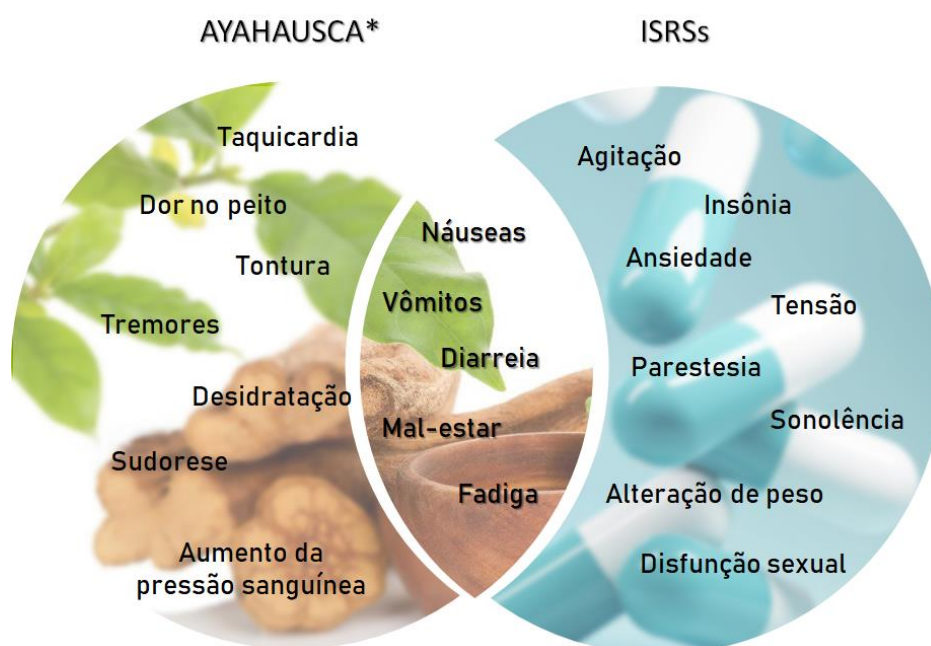 AYAHAUSCA*
ISRSs
Taquicardia
Dor no peito
Tontura
Tremores
Desidratação
Sudorese
Aumento da
pressão sanguínea
Náuseas
Vômitos
Diarreia
Mal-estar
Fadiga
Agitação
Insônia
Ansiedade
Tensão
Parestesia
Sonolência
Alteração de peso
Disfunção sexual